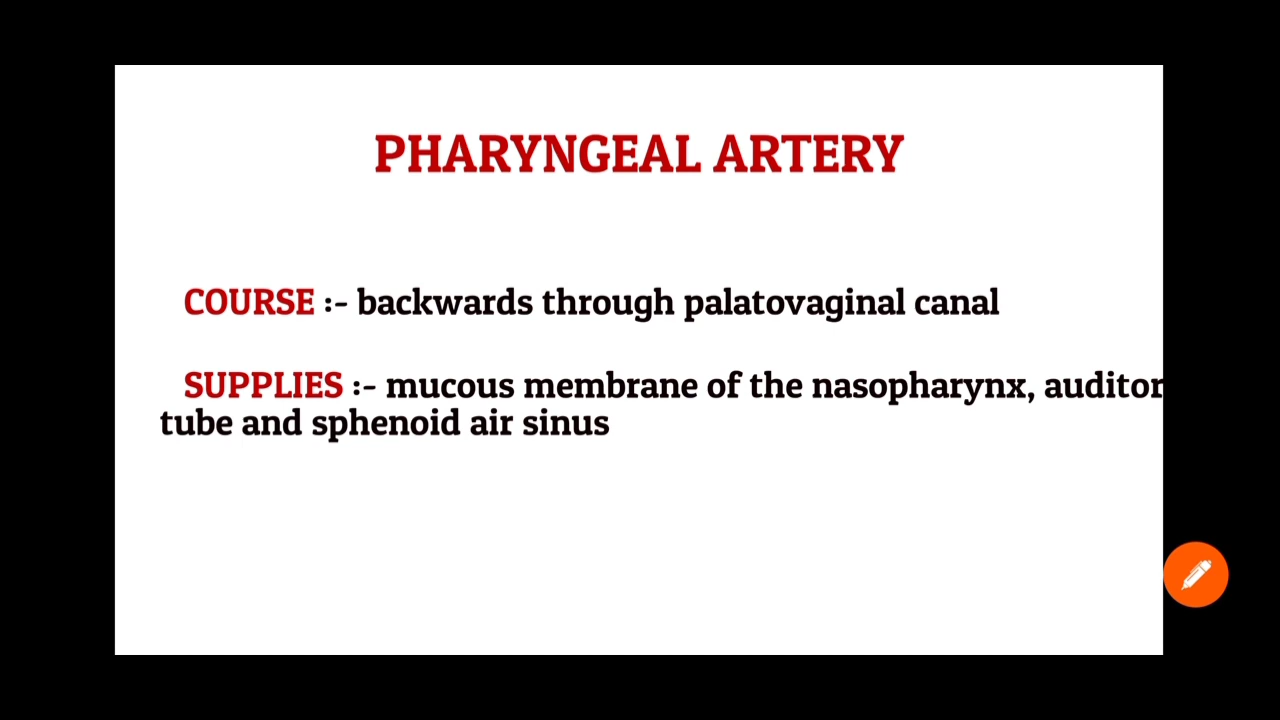 PHARYNGEAL ARTERY
COURSE :- backwards through palatovaginal canal
SUPPLIES :- mucous membrane of the nasopharynx, auditor
tube and sphenoid air sinus